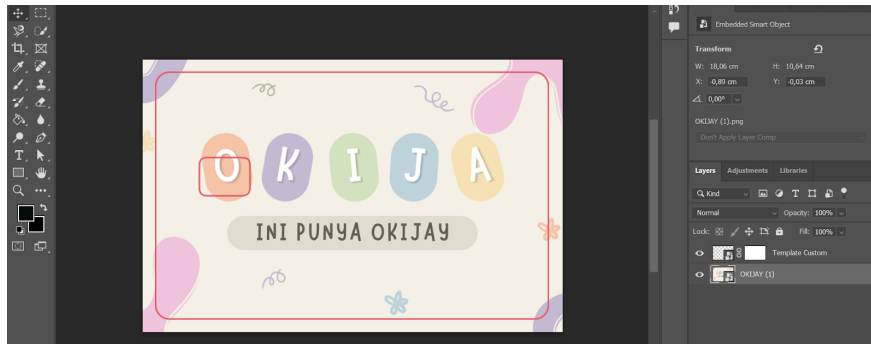 Embedded Smart Object
Transform
W: 18,06 cm H: 10,64 cm
X: -0,89 cm Y: -0,03 cm
0,00°
OKIJAY (1).png
Don't Apply Layer Comp
Layers Adjustments Libraries
Kind
Normal Opacity: 100%
Lock: Fill: 100%
Template Custom
OKIJAY (1)
OKIJA
INI PUNYA OKIJAY